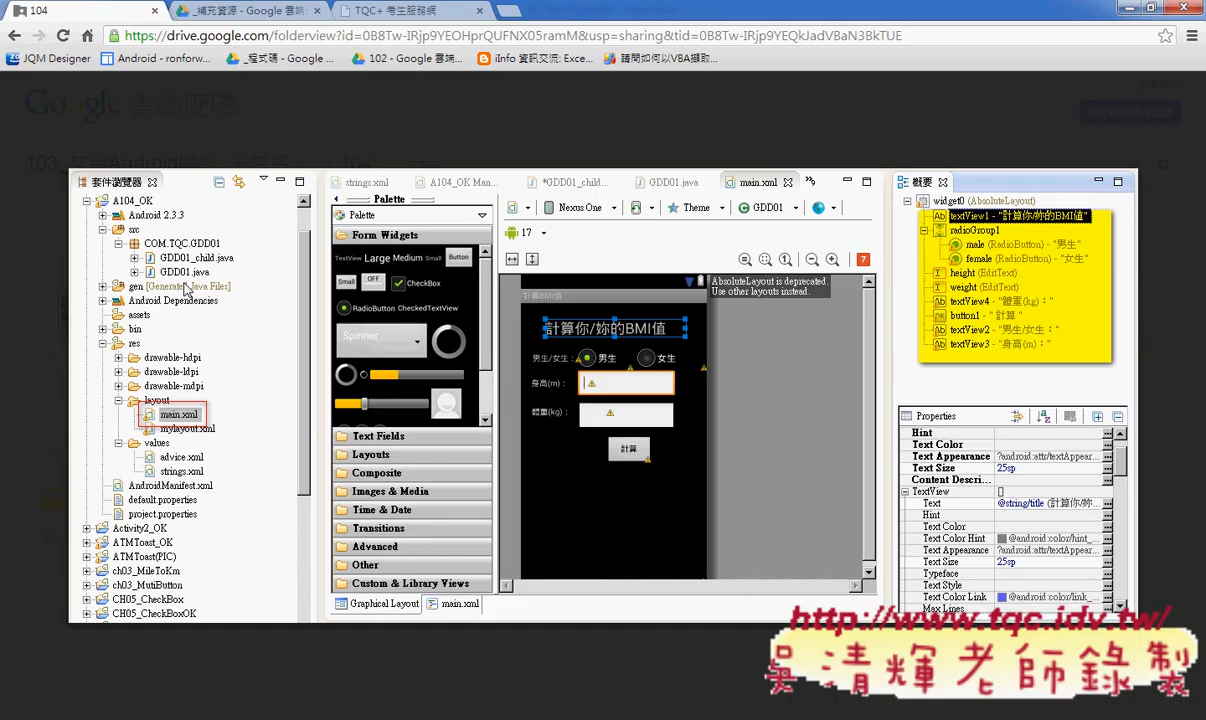 104
_補充資源 - Google 雲端
TQC+ 考生服務網
https://drive.google.com/folderview?id=0B8Tw-IRjp9YEOHprQUFNX05ramM&usp=sharing&tid=0B8Tw-IRjp9YEQkJadVBaN3BkTUE
JQM Designer
Android - ronforw...
_程式碼 - Google ...
102 - Google 雲端...
iInfo 資訊交流: Exce...
請問如何以VBA擷取...
Google 雲端硬碟
套件瀏覽器
A104_OK
Android 2.3.3
src
COM.TQC.GDD01
GDD01_child.java
GDD01.java
gen [Generated Java Files]
Android Dependencies
assets
bin
res
drawable-hdpi
drawable-ldpi
drawable-mdpi
layout
main.xml
mylayout.xml
values
advice.xml
strings.xml
AndroidManifest.xml
default.properties
project.properties
Activity2_OK
ATMToast_OK
ATMToast(PIC)
ch03_MileToKm
ch03_MutiButton
CH05_CheckBox
CH05_CheckBoxOK
strings.xml
A104_OK Man...
*GDD01_child...
GDD01.java
main.xml
Palette
Palette
Form Widgets
TextView Large Medium Small Button
Small OFF CheckBox
RadioButton CheckedTextView
Spinner
Text Fields
Layouts
Composite
Images & Media
Time & Date
Transitions
Advanced
Other
Custom & Library Views
Graphical Layout
main.xml
Nexus One
Theme
GDD01
17
7
AbsoluteLayout is deprecated.
Use other layouts instead.
計算BMI值
計算你/妳的BMI值
男生/女生：
男生
女生
身高(m)：
體重(kg)：
計算
概要
widget0 (AbsoluteLayout)
textView1 - "計算你/妳的BMI值"
radioGroup1
male (RadioButton) - "男生"
female (RadioButton) - "女生"
height (EditText)
weight (EditText)
textView4 - "體重(kg)："
button1 - "計算"
textView2 - "男生/女生："
textView3 - "身高(m)："
Properties
Hint
Text Color
Text Appearance ?android:attr/textAppear...
Text Size 25sp
Content Descri...
TextView []
Text @string/title (計算你/妳...
Hint
Text Color
Text Color Hint @android:color/hint_...
Text Appearance ?android:attr/textAppear...
Text Size 25sp
Typeface
Text Style
Text Color Link @android:color/link_...
Max Lines
http://www.tqc.idv.tw/
吳清輝老師錄製